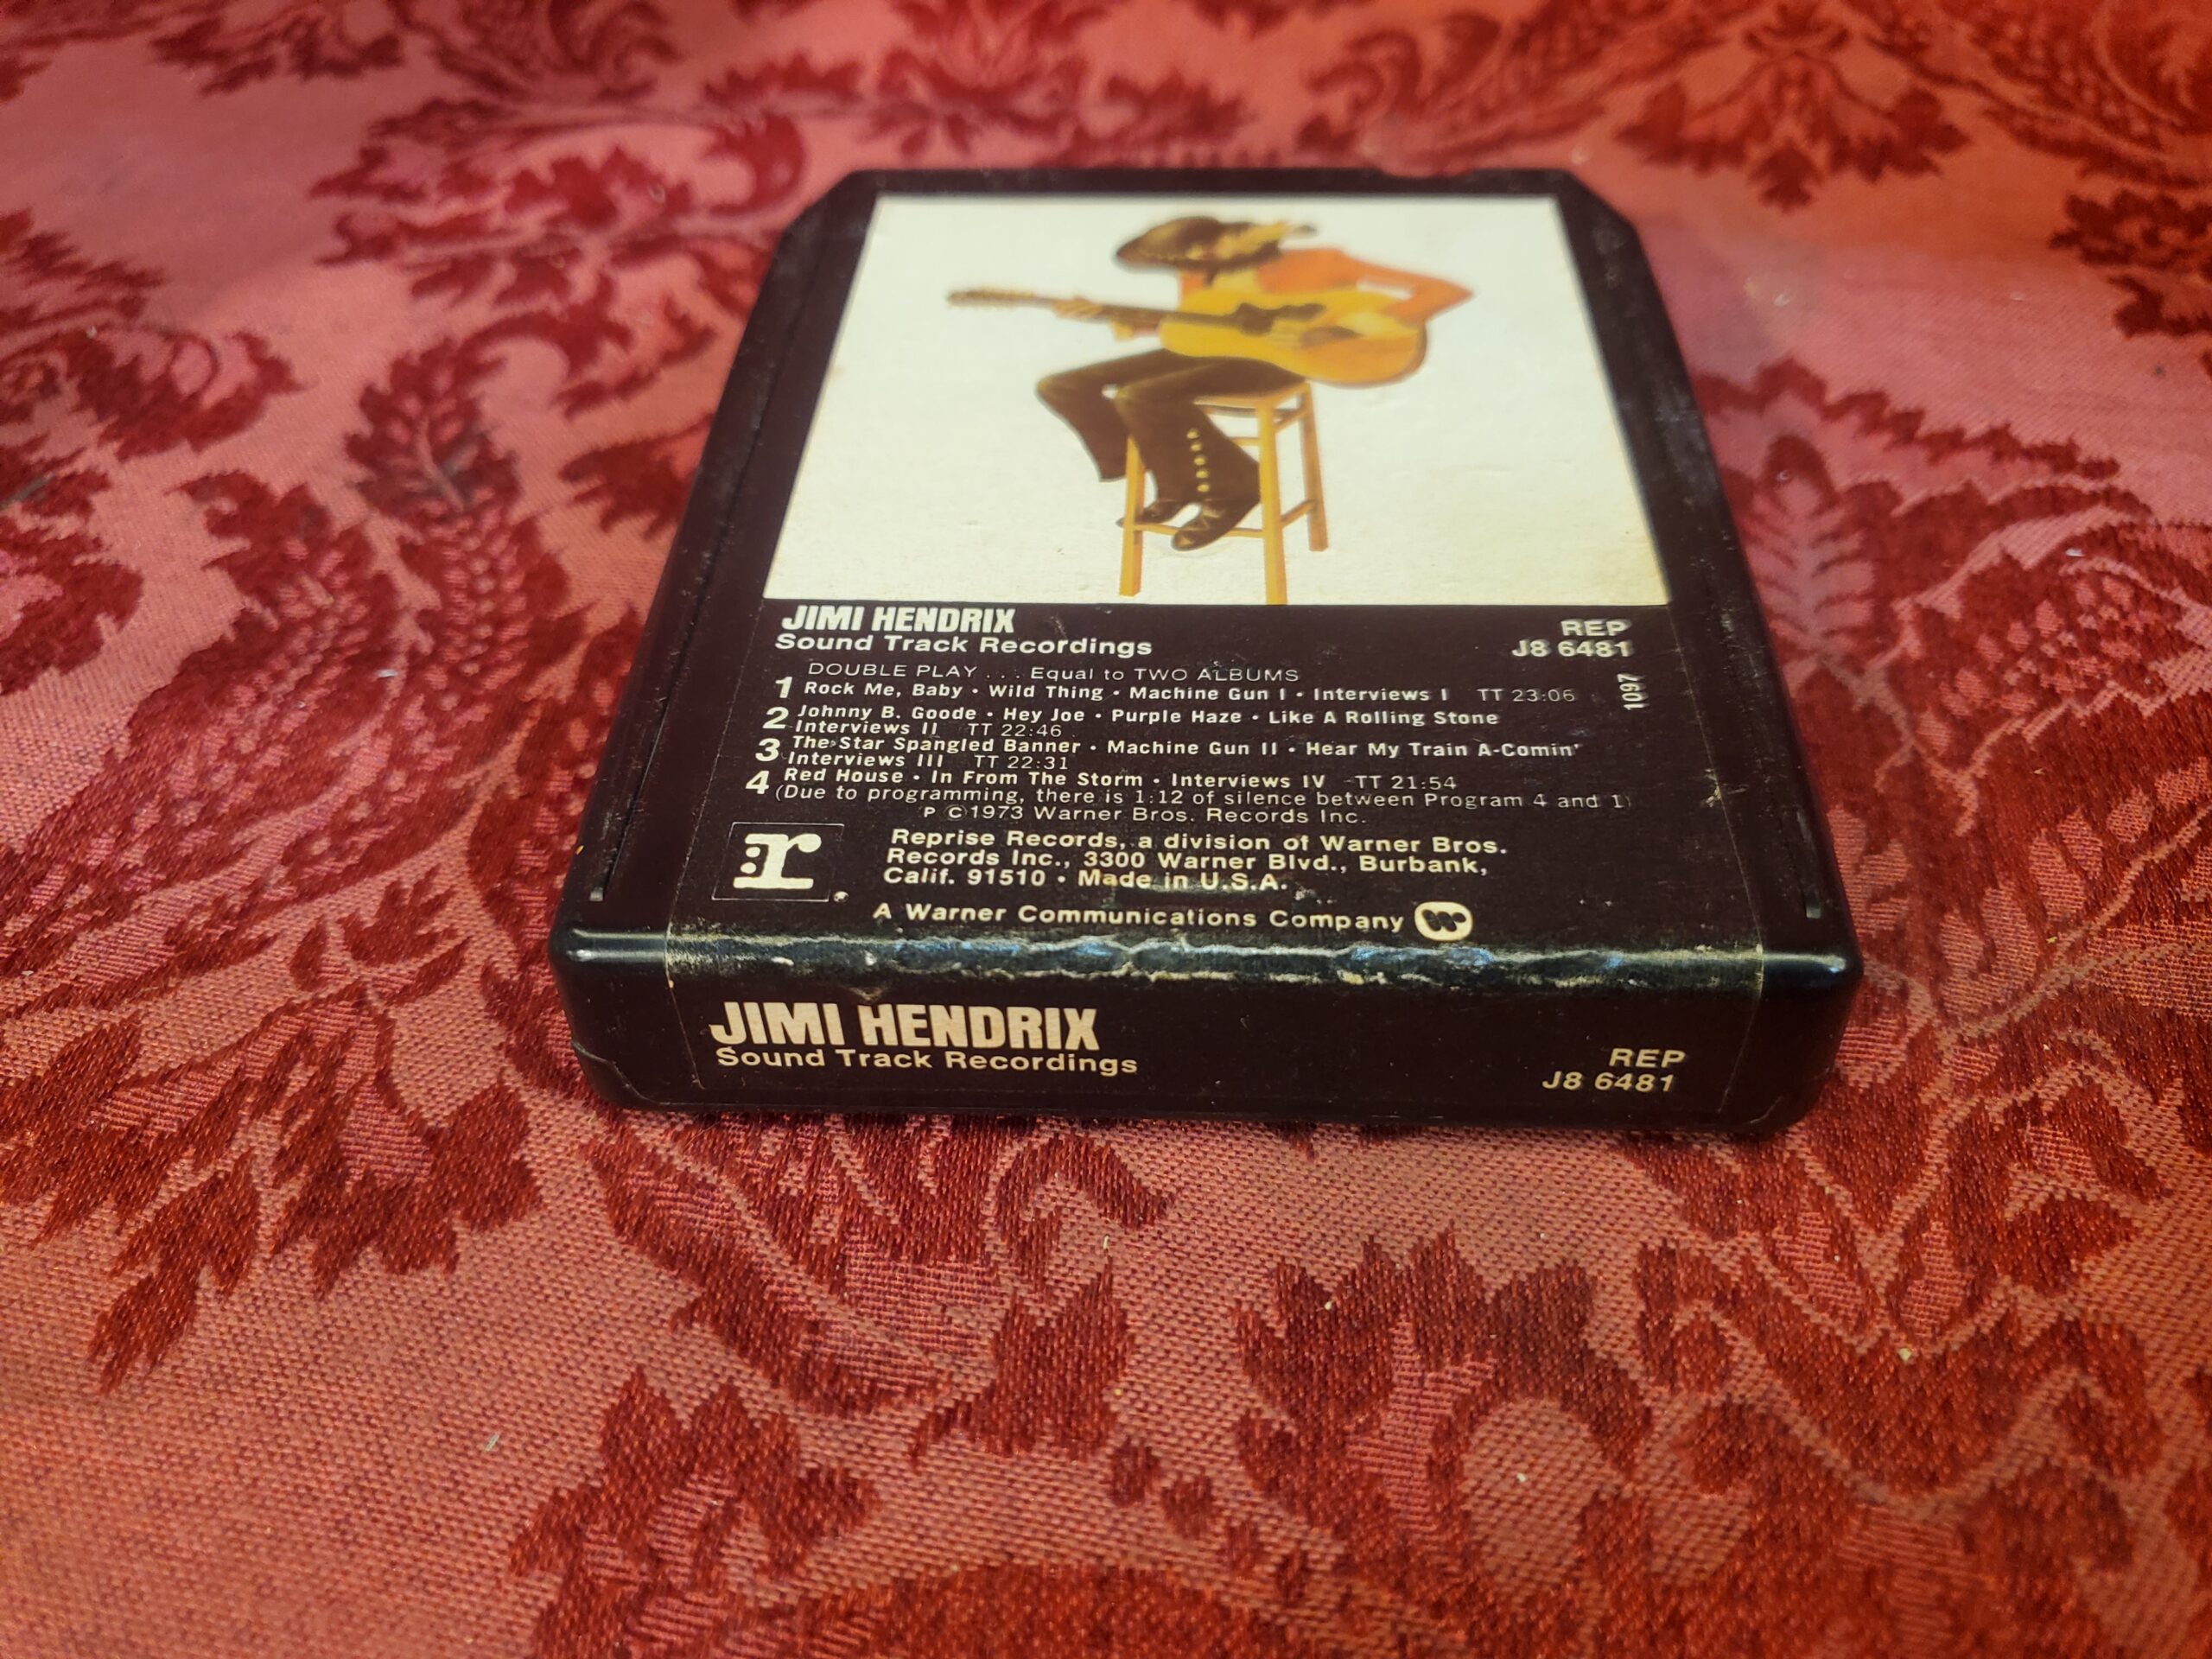 JIMI HENDRIX
Sound Track Recordings
REP
J8 6481
1097
DOUBLE PLAY... Equal to TWO ALBUMS
1 Rock Me, Baby • Wild Thing • Machine Gun I • Interviews I TT 23:06
2 Johnny B. Goode • Hey Joe • Purple Haze • Like A Rolling Stone
Interviews II TT 22:46
3 The Star Spangled Banner • Machine Gun II • Hear My Train A-Comin'
Interviews III TT 22:31
4 Red House • In From The Storm • Interviews IV TT 21:54
(Due to programming, there is 1:12 of silence between Program 4 and 1)
P © 1973 Warner Bros. Records Inc.
:r
Reprise Records, a division of Warner Bros.
Records Inc., 3300 Warner Blvd., Burbank,
Calif. 91510 • Made in U.S.A.
A Warner Communications Company
JIMI HENDRIX
Sound Track Recordings
REP
J8 6481